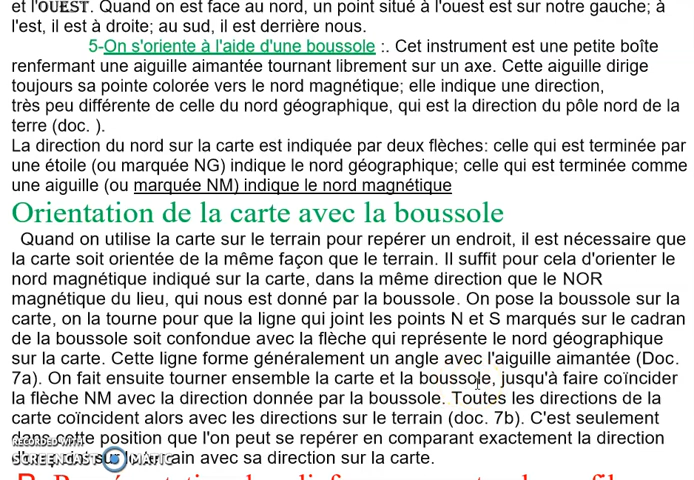 et l'OUEST. Quand on est face au nord, un point situé à l'ouest est sur notre gauche; à
l'est, il est à droite; au sud, il est derrière nous.
5-On s'oriente à l'aide d'une boussole :. Cet instrument est une petite boîte
renfermant une aiguille aimantée tournant librement sur un axe. Cette aiguille dirige
toujours sa pointe colorée vers le nord magnétique; elle indique une direction,
très peu différente de celle du nord géographique, qui est la direction du pôle nord de la
terre (doc. ).
La direction du nord sur la carte est indiquée par deux flèches: celle qui est terminée par
une étoile (ou marquée NG) indique le nord géographique; celle qui est terminée comme
une aiguille (ou marquée NM) indique le nord magnétique
Orientation de la carte avec la boussole
Quand on utilise la carte sur le terrain pour repérer un endroit, il est nécessaire que
la carte soit orientée de la même façon que le terrain. Il suffit pour cela d'orienter le
nord magnétique indiqué sur la carte, dans la même direction que le NOR
magnétique du lieu, qui nous est donné par la boussole. On pose la boussole sur la
carte, on la tourne pour que la ligne qui joint les points N et S marqués sur le cadran
de la boussole soit confondue avec la flèche qui représente le nord géographique
sur la carte. Cette ligne forme généralement un angle avec l'aiguille aimantée (Doc.
7a). On fait ensuite tourner ensemble la carte et la boussole, jusqu'à faire coïncider
la flèche NM avec la direction donnée par la boussole. Toutes les directions de la
carte coïncident alors avec les directions sur le terrain (doc. 7b). C'est seulement
dans cette position que l'on peut se repérer en comparant exactement la direction
sur le terrain avec sa direction sur la carte.
RECORDED WITH
SCREENCAST MATIC